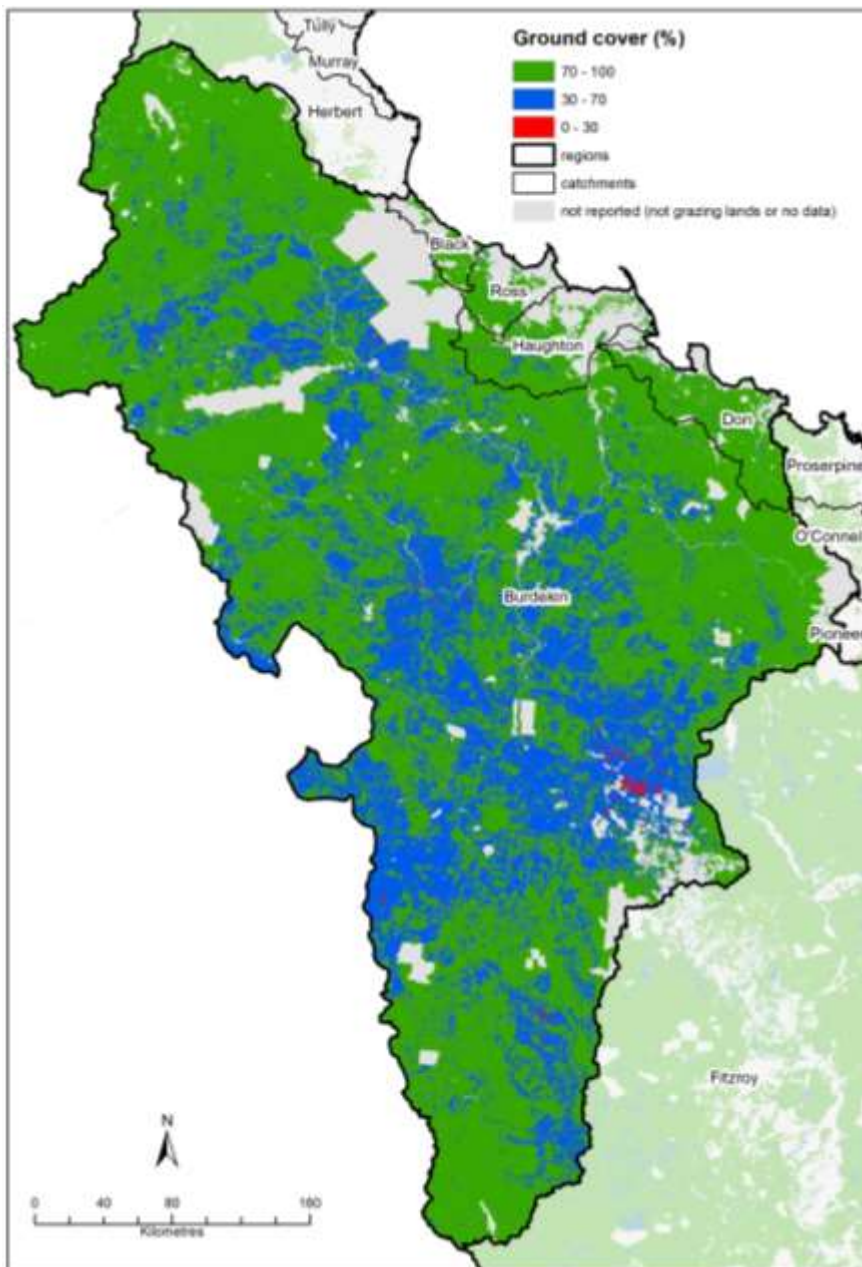 Tully
Murray
Herbert
Ground cover (%)
70 - 100
30 - 70
0 - 30
regions
catchments
not reported (not grazing lands or no data)
Black
Ross
Haughton
Don
Proserpine
O'Connel
Burdekin
Pioneer
Fitzroy
N
0 40 80 160
Kilometres